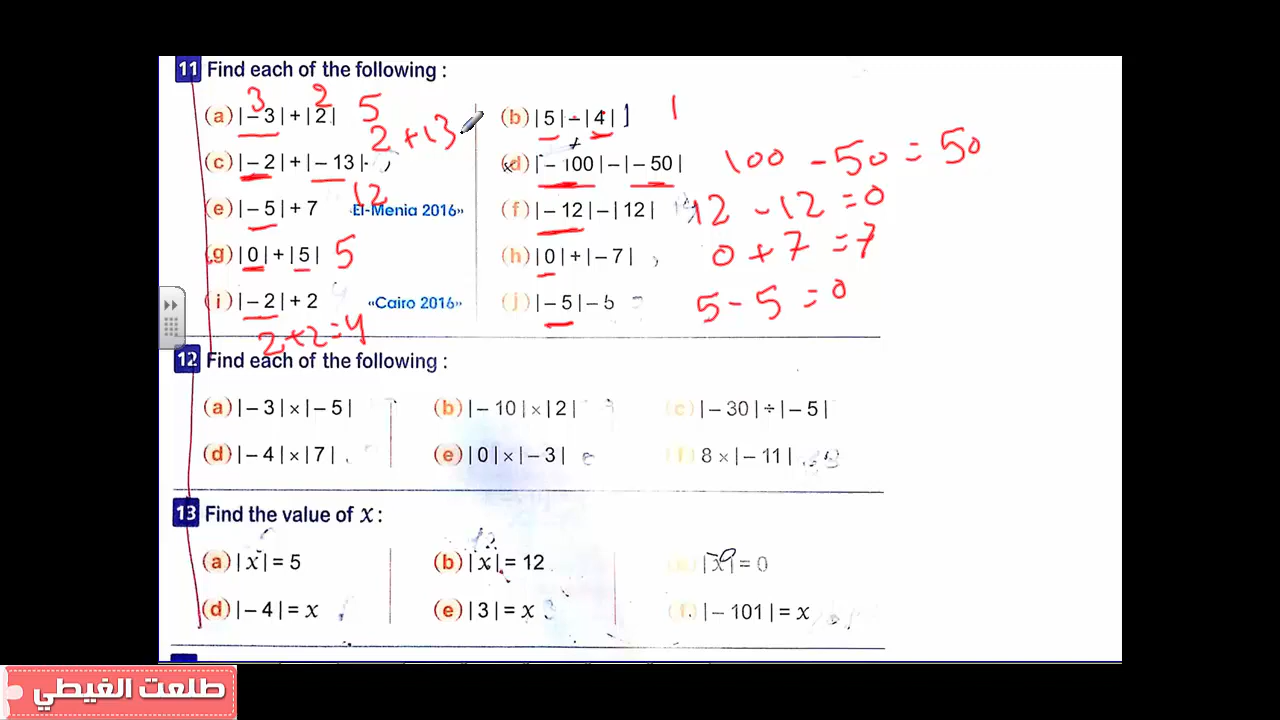 11 Find each of the following :
3 2
(a) |– 3| + |2| 5
(b) |5| – |4| 1
2 + 13
(c) |– 2| + |– 13|
(d) |– 100| – |– 50| 100 - 50 = 50
12
(e) |– 5| + 7 El-Menia 2016»
(f) |– 12| – |12| 12 - 12 = 0
(g) |0| + |5| 5
(h) |0| + |– 7| 0 + 7 = 7
(i) |– 2| + 2 «Cairo 2016»
2+2=4
(j) |– 5| – 5 5 - 5 = 0
12 Find each of the following :
(a) |– 3| × |– 5|
(b) |– 10| × |2|
(c) |– 30| ÷ |– 5|
(d) |– 4| × |7|
(e) |0| × |– 3|
(f) 8 × |– 11|
13 Find the value of x :
(a) |x| = 5
(b) |x| = 12
|x| = 0
(d) |– 4| = x
(e) |3| = x
(f) |– 101| = x
طلعت الغيطي